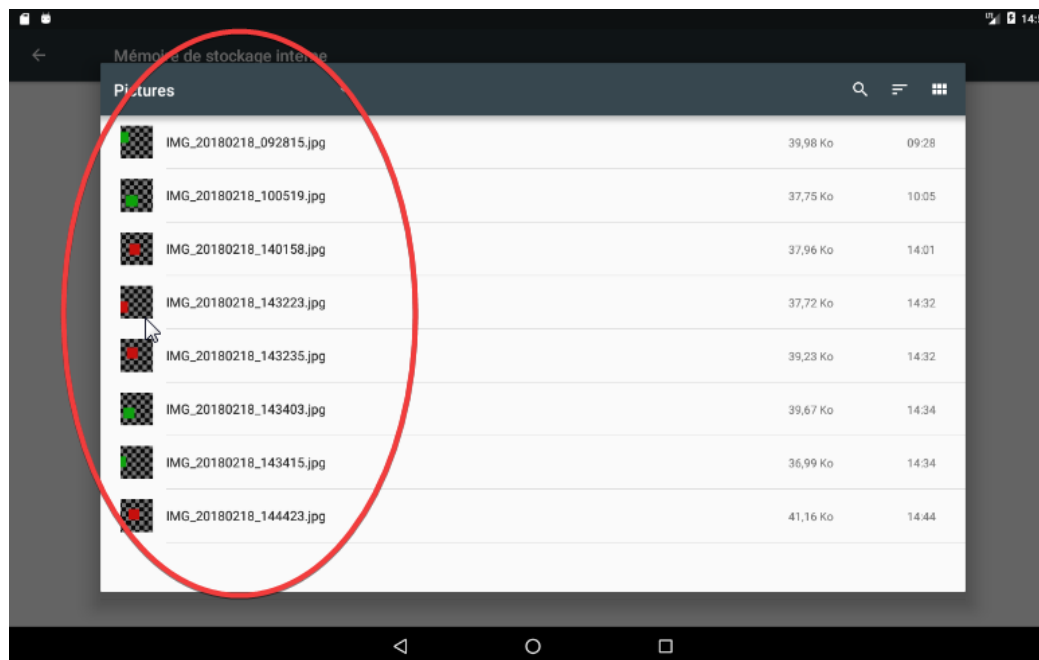 Mémoire de stockage interne
Pictures
IMG_20180218_092815.jpg 39,98 Ko 09:28
IMG_20180218_100519.jpg 37,75 Ko 10:05
IMG_20180218_140158.jpg 37,96 Ko 14:01
IMG_20180218_143223.jpg 37,72 Ko 14:32
IMG_20180218_143235.jpg 39,23 Ko 14:32
IMG_20180218_143403.jpg 39,67 Ko 14:34
IMG_20180218_143415.jpg 36,99 Ko 14:34
IMG_20180218_144423.jpg 41,16 Ko 14:44